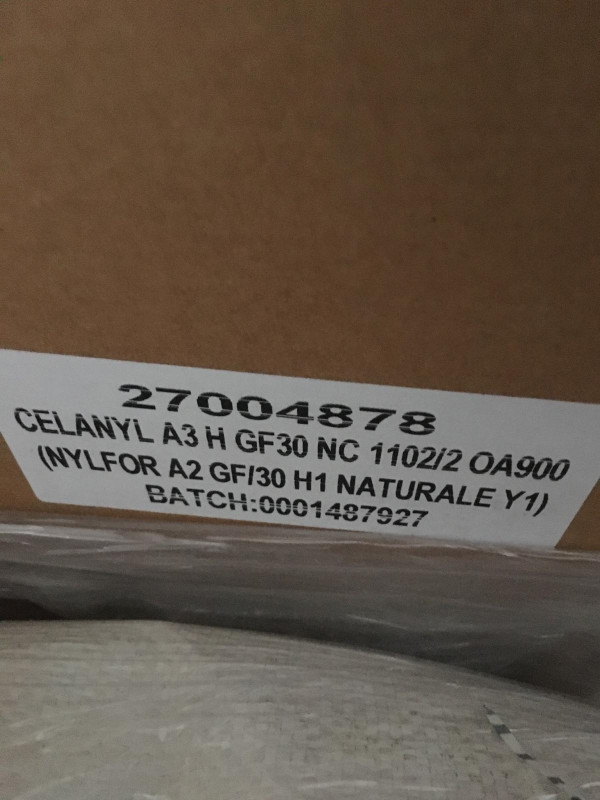 27004878
CELANYL A3 H GF30 NC 1102/2 OA900
(NYLFOR A2 GF/30 H1 NATURALE Y1)
BATCH:0001487927